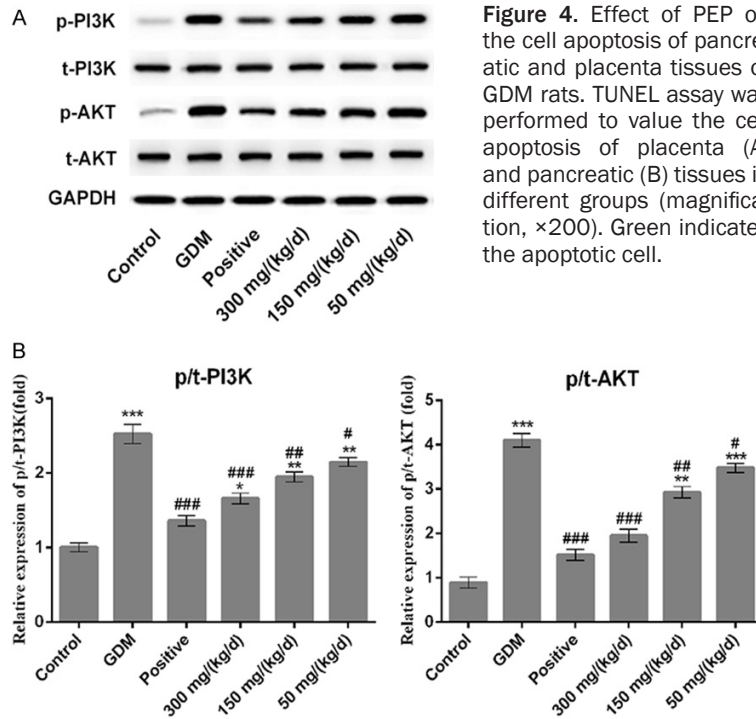 A
p-PI3K
t-PI3K
p-AKT
t-AKT
GAPDH
Control
GDM
Positive
300 mg/(kg/d)
150 mg/(kg/d)
50 mg/(kg/d)
Figure 4. Effect of PEP o
the cell apoptosis of pancre
atic and placenta tissues o
GDM rats. TUNEL assay wa
performed to value the ce
apoptosis of placenta (A
and pancreatic (B) tissues i
different groups (magnifica
tion, ×200). Green indicate
the apoptotic cell.
B
p/t-PI3K
Relative expression of p/t-PI3K(fold)
3
2
1
0
***
###
###
*
##
**
#
**
Control
GDM
Positive
300 mg/(kg/d)
150 mg/(kg/d)
50 mg/(kg/d)
p/t-AKT
Relative expression of p/t-AKT (fold)
5
4
3
2
1
0
***
###
###
##
**
#
***
Control
GDM
Positive
300 mg/(kg/d)
150 mg/(kg/d)
50 mg/(kg/d)